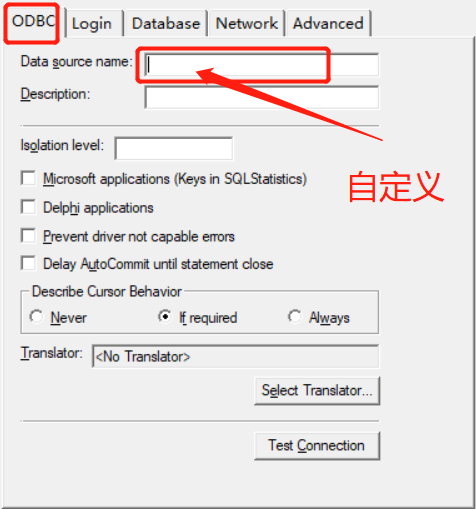 ODBC Login Database Network Advanced
Data source name:
Description:
Isolation level:
自定义
Microsoft applications (Keys in SQLStatistics)
Delphi applications
Prevent driver not capable errors
Delay AutoCommit until statement close
Describe Cursor Behavior
Never If required Always
Translator: <No Translator>
Select Translator...
Test Connection